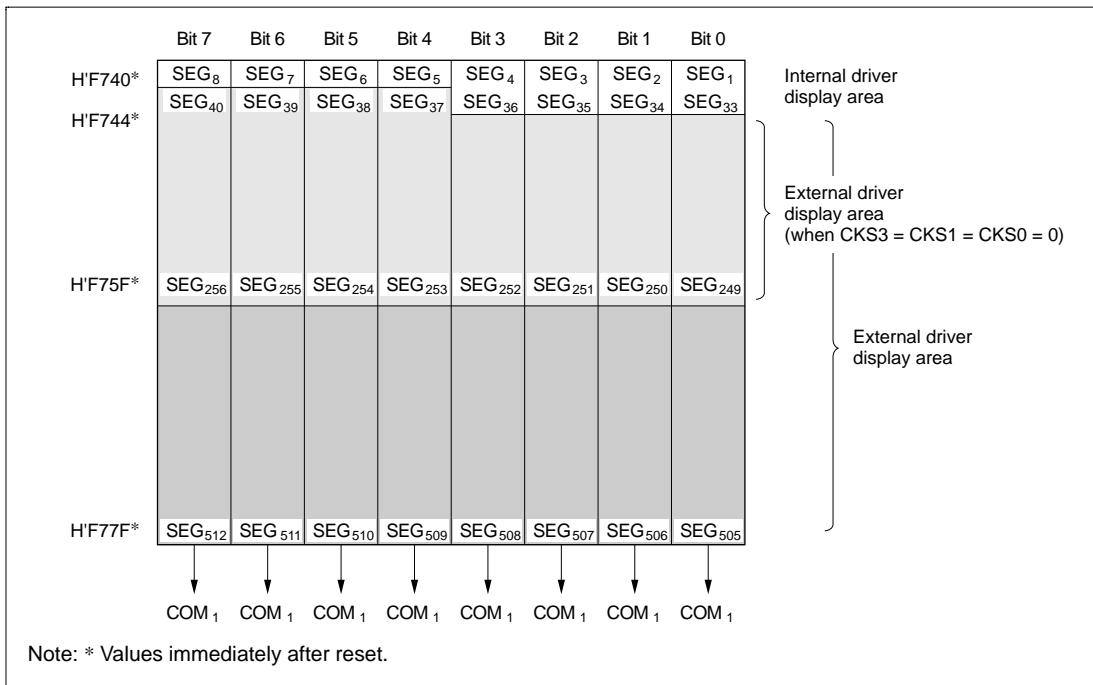 Bit 7 Bit 6 Bit 5 Bit 4 Bit 3 Bit 2 Bit 1 Bit 0
H'F740* SEG8 SEG7 SEG6 SEG5 SEG4 SEG3 SEG2 SEG1
Internal driver
display area
SEG40 SEG39 SEG38 SEG37 SEG36 SEG35 SEG34 SEG33
H'F744*
External driver
display area
(when CKS3 = CKS1 = CKS0 = 0)
H'F75F* SEG256 SEG255 SEG254 SEG253 SEG252 SEG251 SEG250 SEG249
External driver
display area
H'F77F* SEG512 SEG511 SEG510 SEG509 SEG508 SEG507 SEG506 SEG505
COM1 COM1 COM1 COM1 COM1 COM1 COM1 COM1
Note: * Values immediately after reset.